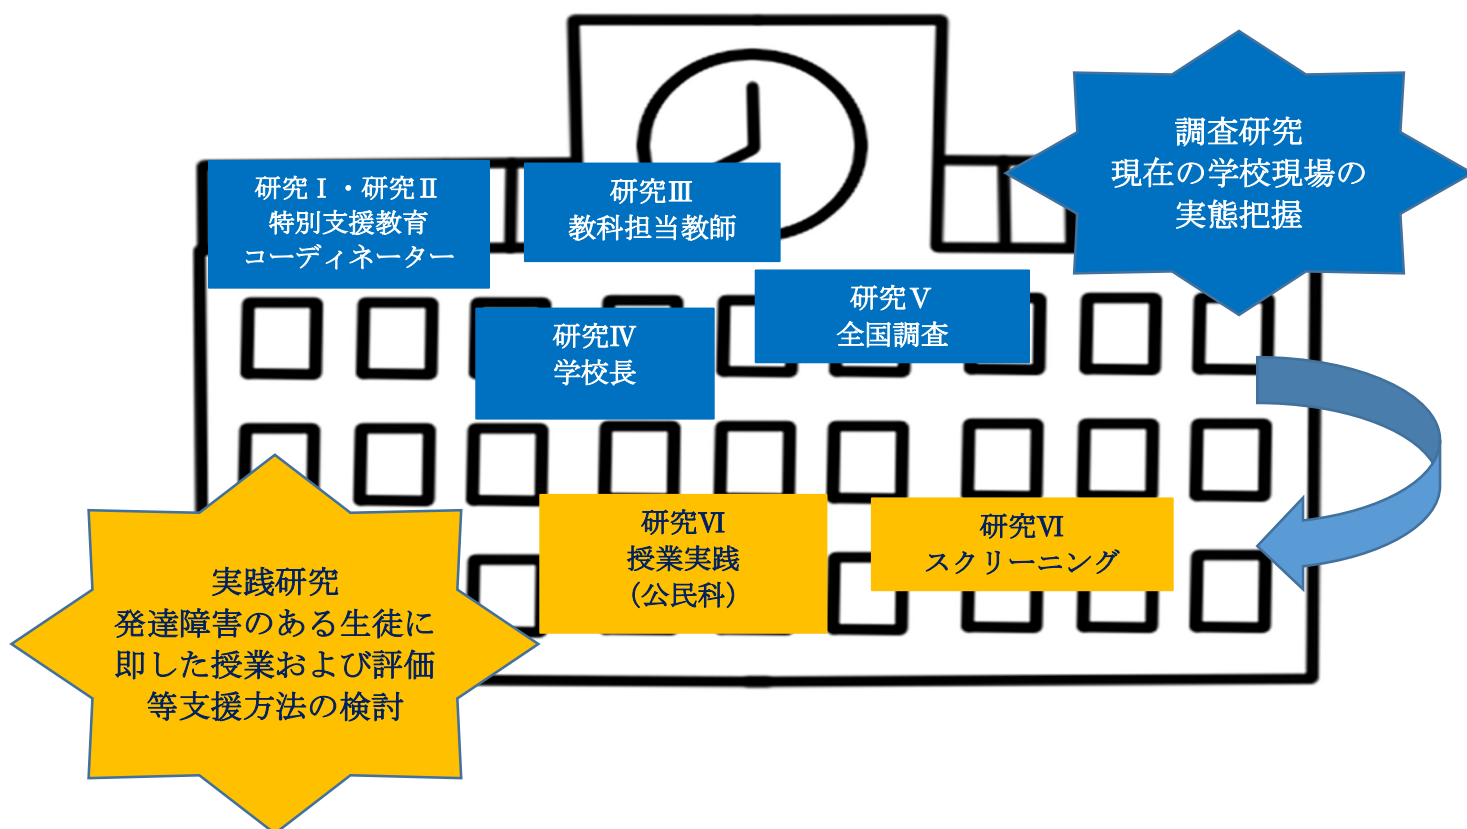 調査研究
現在の学校現場の
実態把握
研究Ⅰ・研究Ⅱ
特別支援教育
コーディネーター
研究Ⅲ
教科担当教師
研究Ⅳ
学校長
研究Ⅴ
全国調査
研究Ⅵ
授業実践
（公民科）
研究Ⅵ
スクリーニング
実践研究
発達障害のある生徒に
即した授業および評価
等支援方法の検討